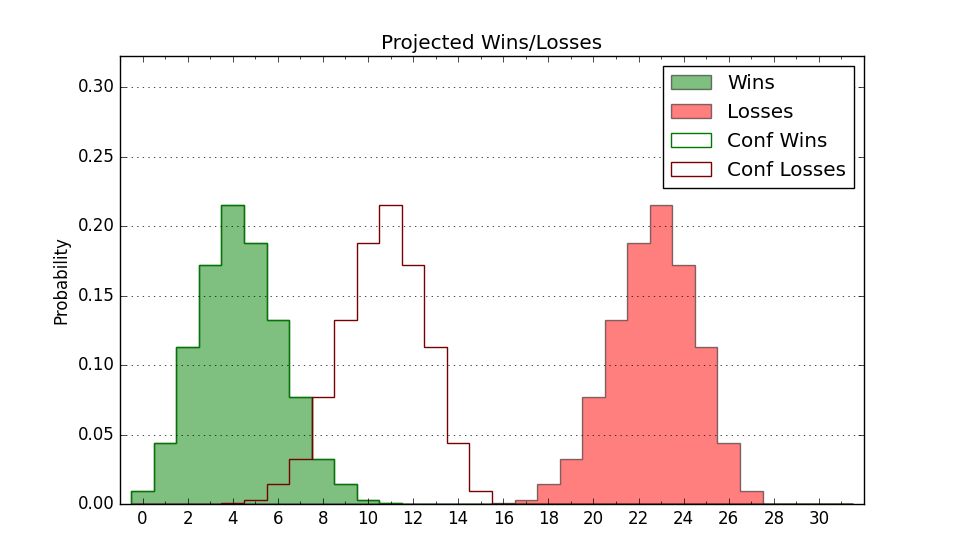 Projected Wins/Losses
Wins
Losses
Conf Wins
Conf Losses
Probability
0.30
0.25
0.20
0.15
0.10
0.05
0.00
0 2 4 6 8 10 12 14 16 18 20 22 24 26 28 30